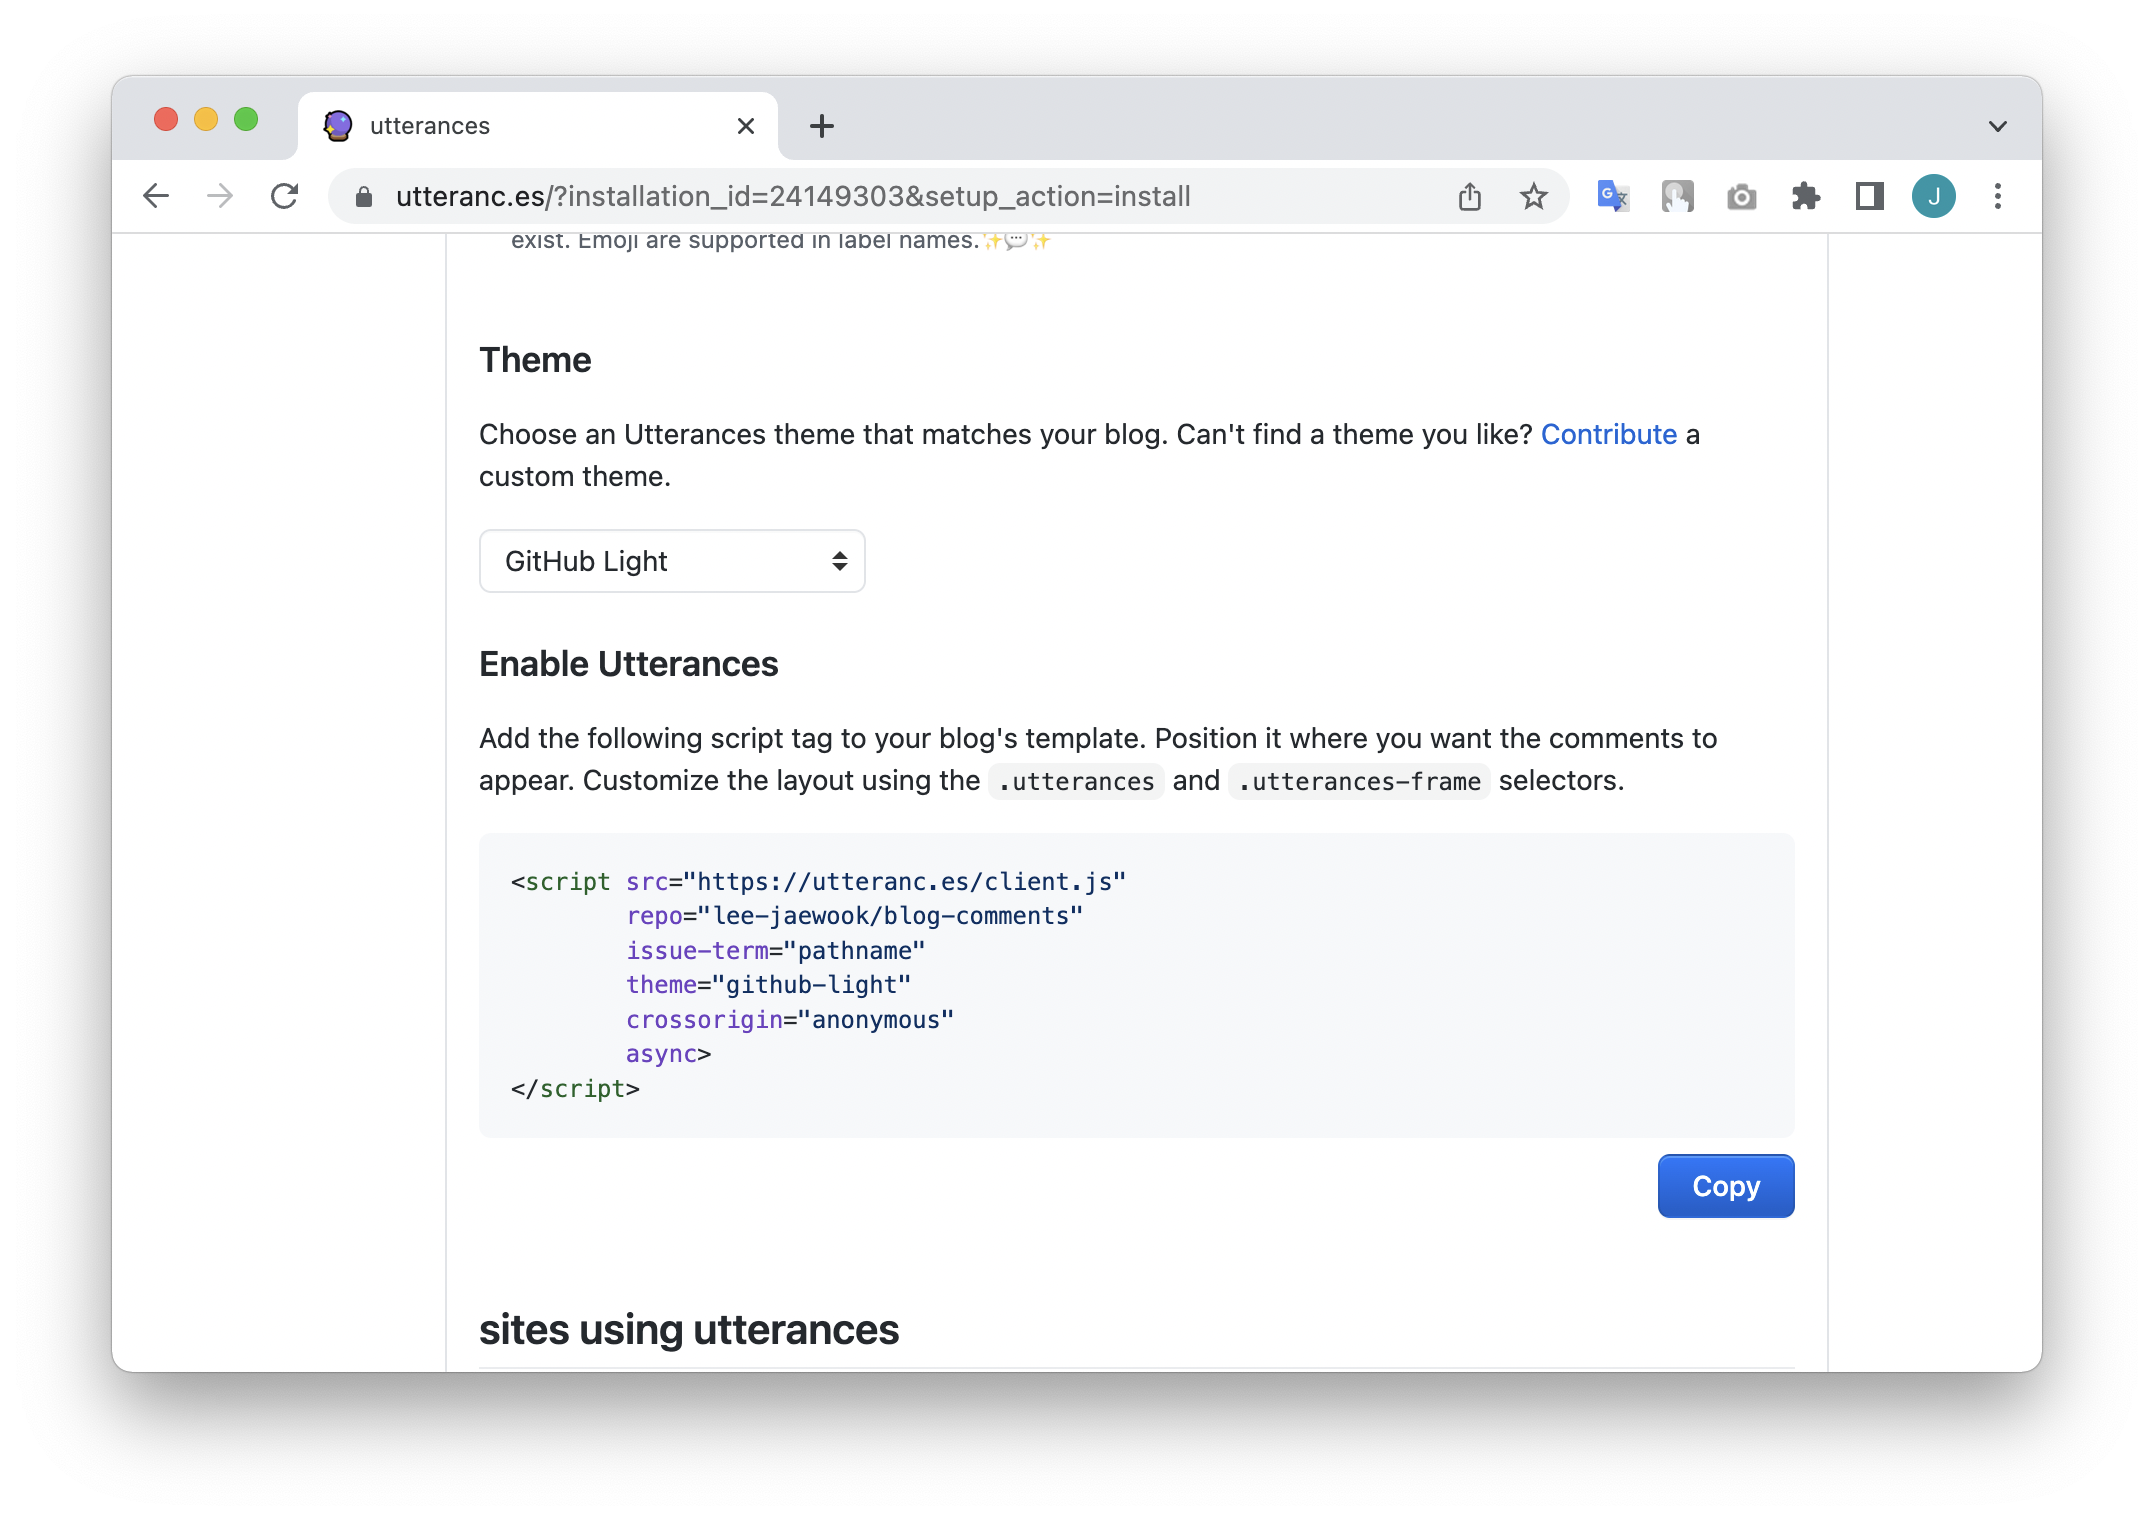 utterances
utteranc.es/?installation_id=24149303&setup_action=install
J
exist. Emoji are supported in label names.✨💬✨
Theme
Choose an Utterances theme that matches your blog. Can't find a theme you like? Contribute a
custom theme.
GitHub Light
Enable Utterances
Add the following script tag to your blog's template. Position it where you want the comments to
appear. Customize the layout using the .utterances and .utterances-frame selectors.
<script src="https://utteranc.es/client.js"
        repo="lee-jaewook/blog-comments"
        issue-term="pathname"
        theme="github-light"
        crossorigin="anonymous"
        async>
</script>
Copy
sites using utterances